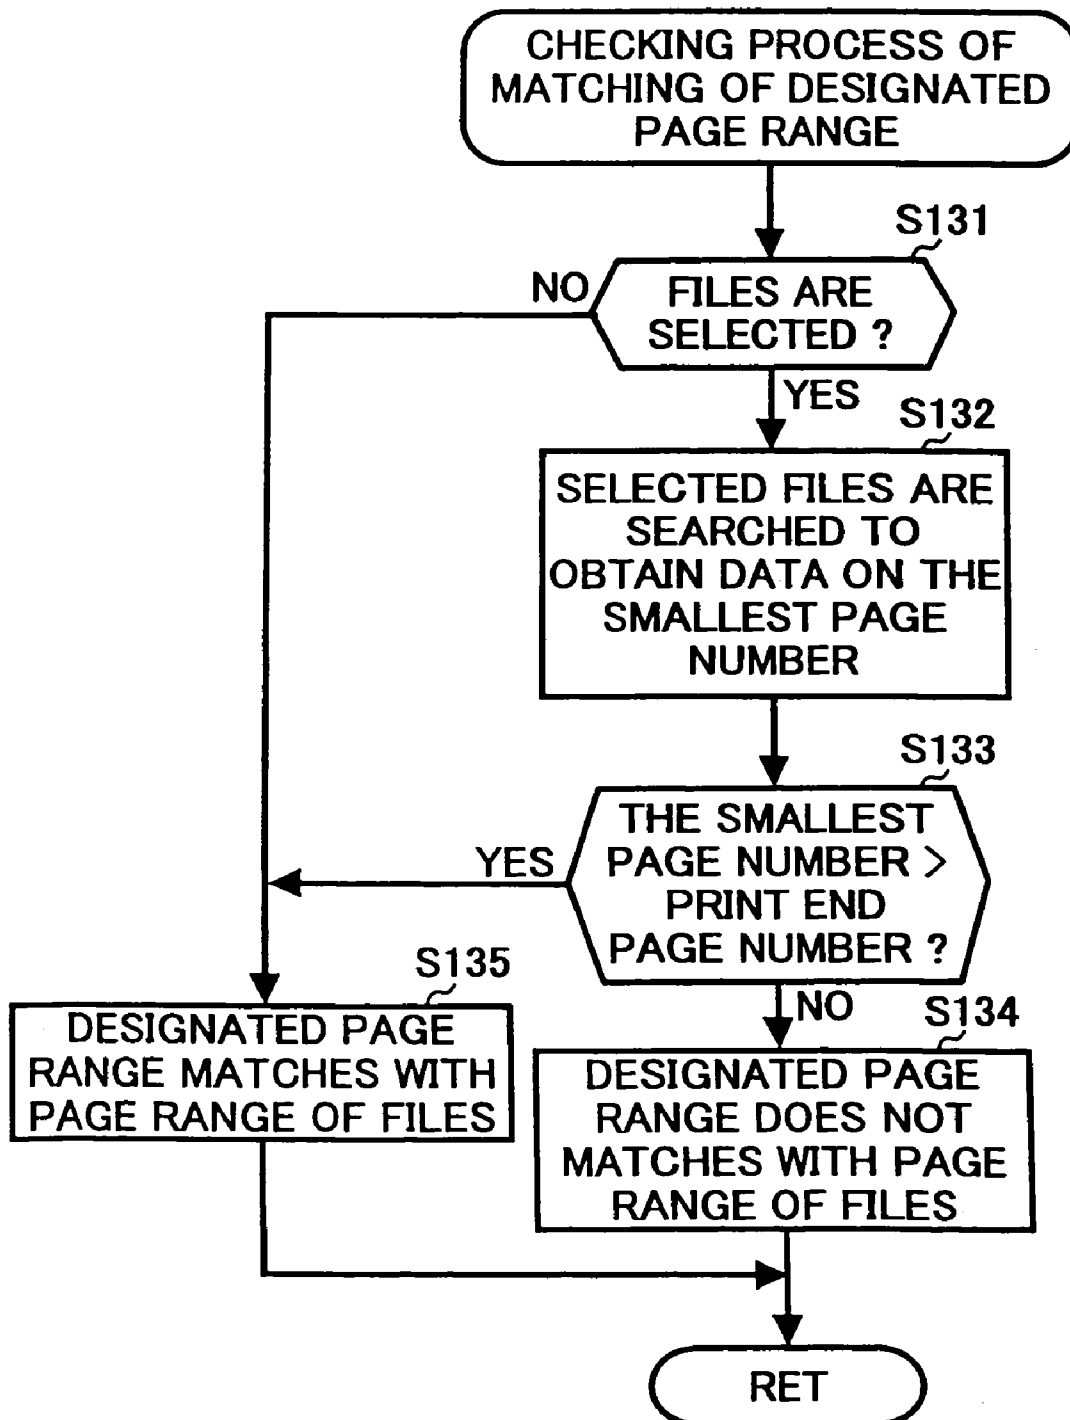 CHECKING PROCESS OF
MATCHING OF DESIGNATED
PAGE RANGE
S131
NO
FILES ARE
SELECTED ?
YES
S132
SELECTED FILES ARE
SEARCHED TO
OBTAIN DATA ON THE
SMALLEST PAGE
NUMBER
S133
YES
THE SMALLEST
PAGE NUMBER >
PRINT END
PAGE NUMBER ?
NO
S135
DESIGNATED PAGE
RANGE MATCHES WITH
PAGE RANGE OF FILES
S134
DESIGNATED PAGE
RANGE DOES NOT
MATCHES WITH PAGE
RANGE OF FILES
RET